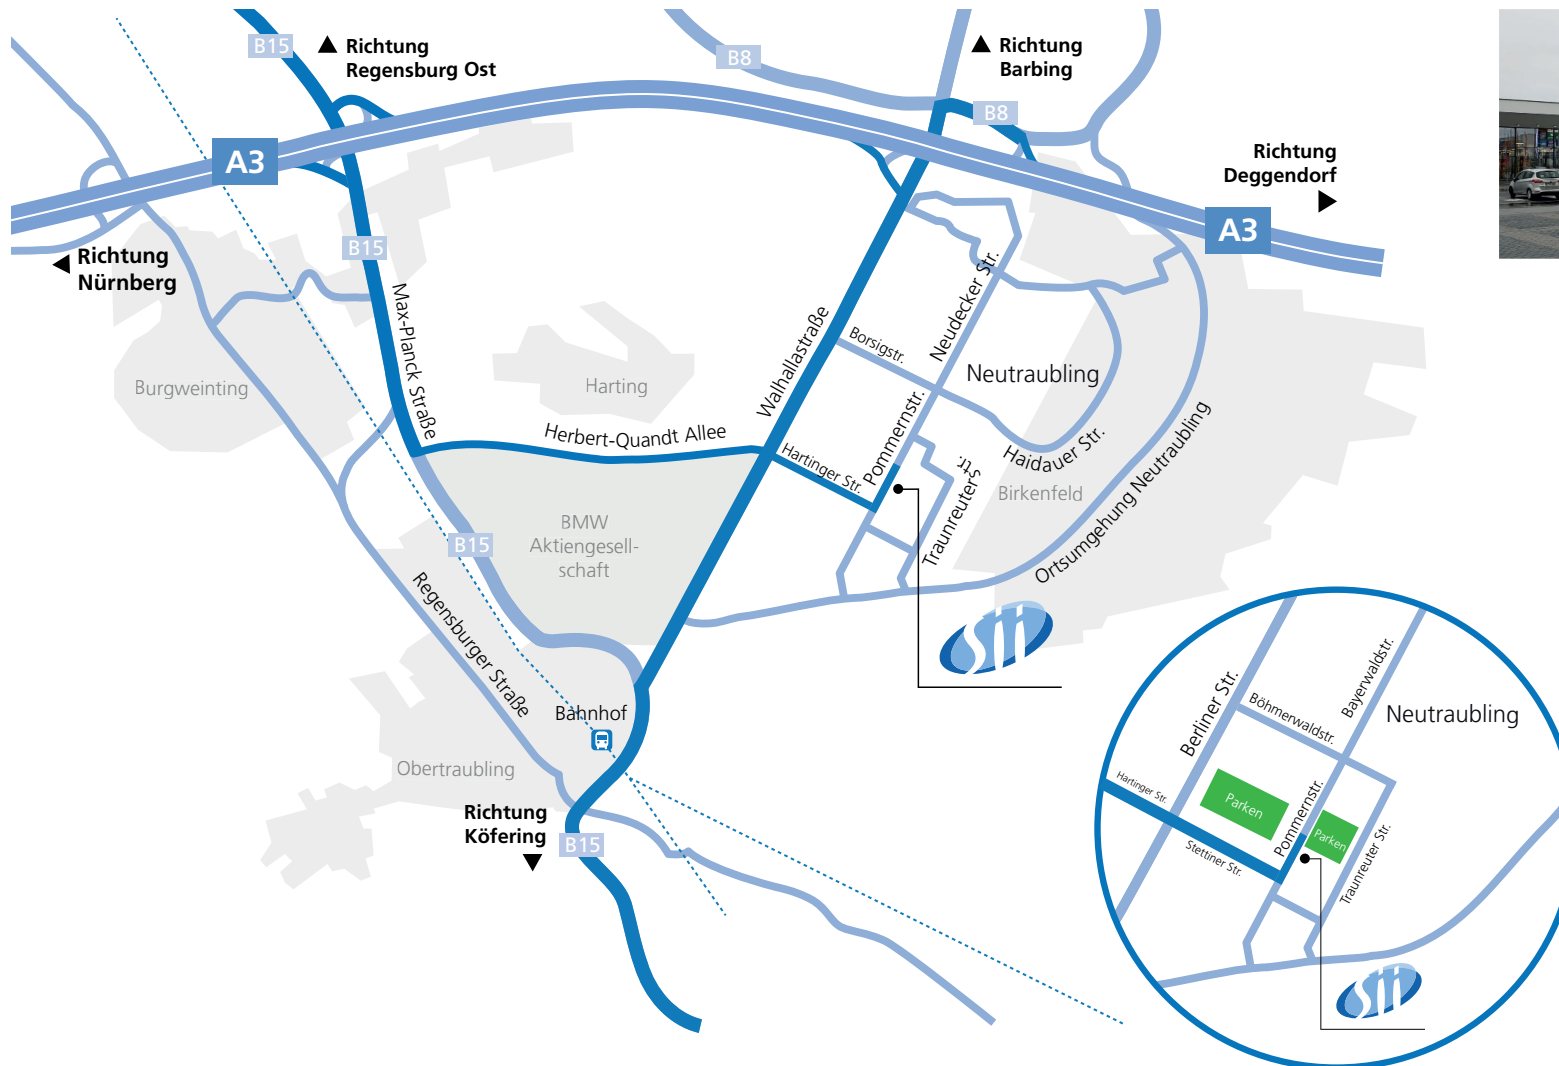 B15
Richtung
Regensburg Ost
B8
Richtung
Barbing
B8
A3
Richtung
Deggendorf
A3
B15
Richtung
Nürnberg
Max-Planck Straße
Burgweinting
Harting
Walhallastraße
Borsigstr.
Neudecker Str.
Neutraubling
Pommernstr.
Herbert-Quandt Allee
Hartinger Str.
Haidauer Str.
Traunreuter Str.
Birkenfeld
Ortsumgehung Neutraubling
BMW
Aktiengesell-
schaft
B15
Regensburger Straße
Bahnhof
Obertraubling
Richtung
Köfering
B15
sii
Berliner Str.
Bayerwaldstr.
Böhmerwaldstr.
Neutraubling
Hartinger Str.
Parken
Pommernstr.
Parken
Stettiner Str.
Traunreuter Str.
sii